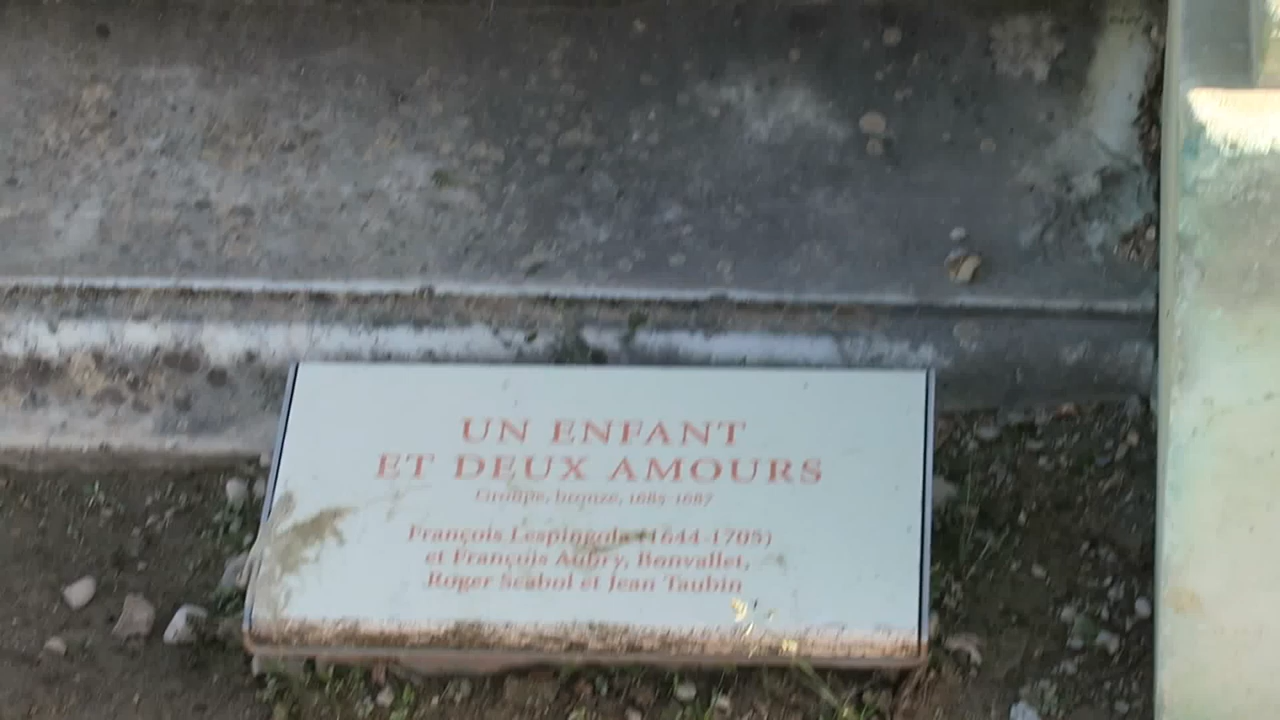 UN ENFANT
ET DEUX AMOURS
Groupe, bronze, 1685-1687
François Lespingola (1644-1705)
et François Aubry, Bonvallet,
Roger Scabol et Jean Taubin